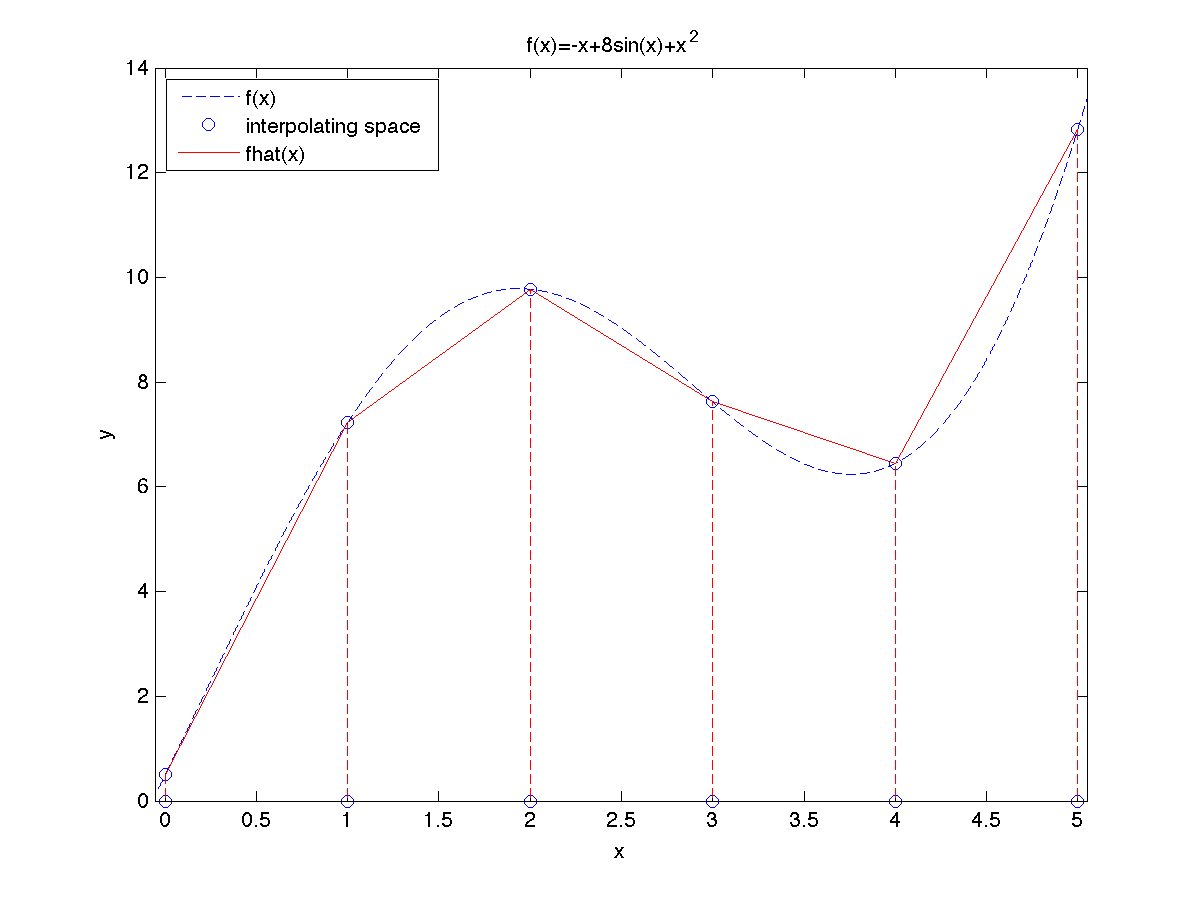 f(x)=-x+8sin(x)+x²
14
f(x)
interpolating space
fhat(x)
12
10
8
y
6
4
2
0
0 0.5 1 1.5 2 2.5 3 3.5 4 4.5 5
x